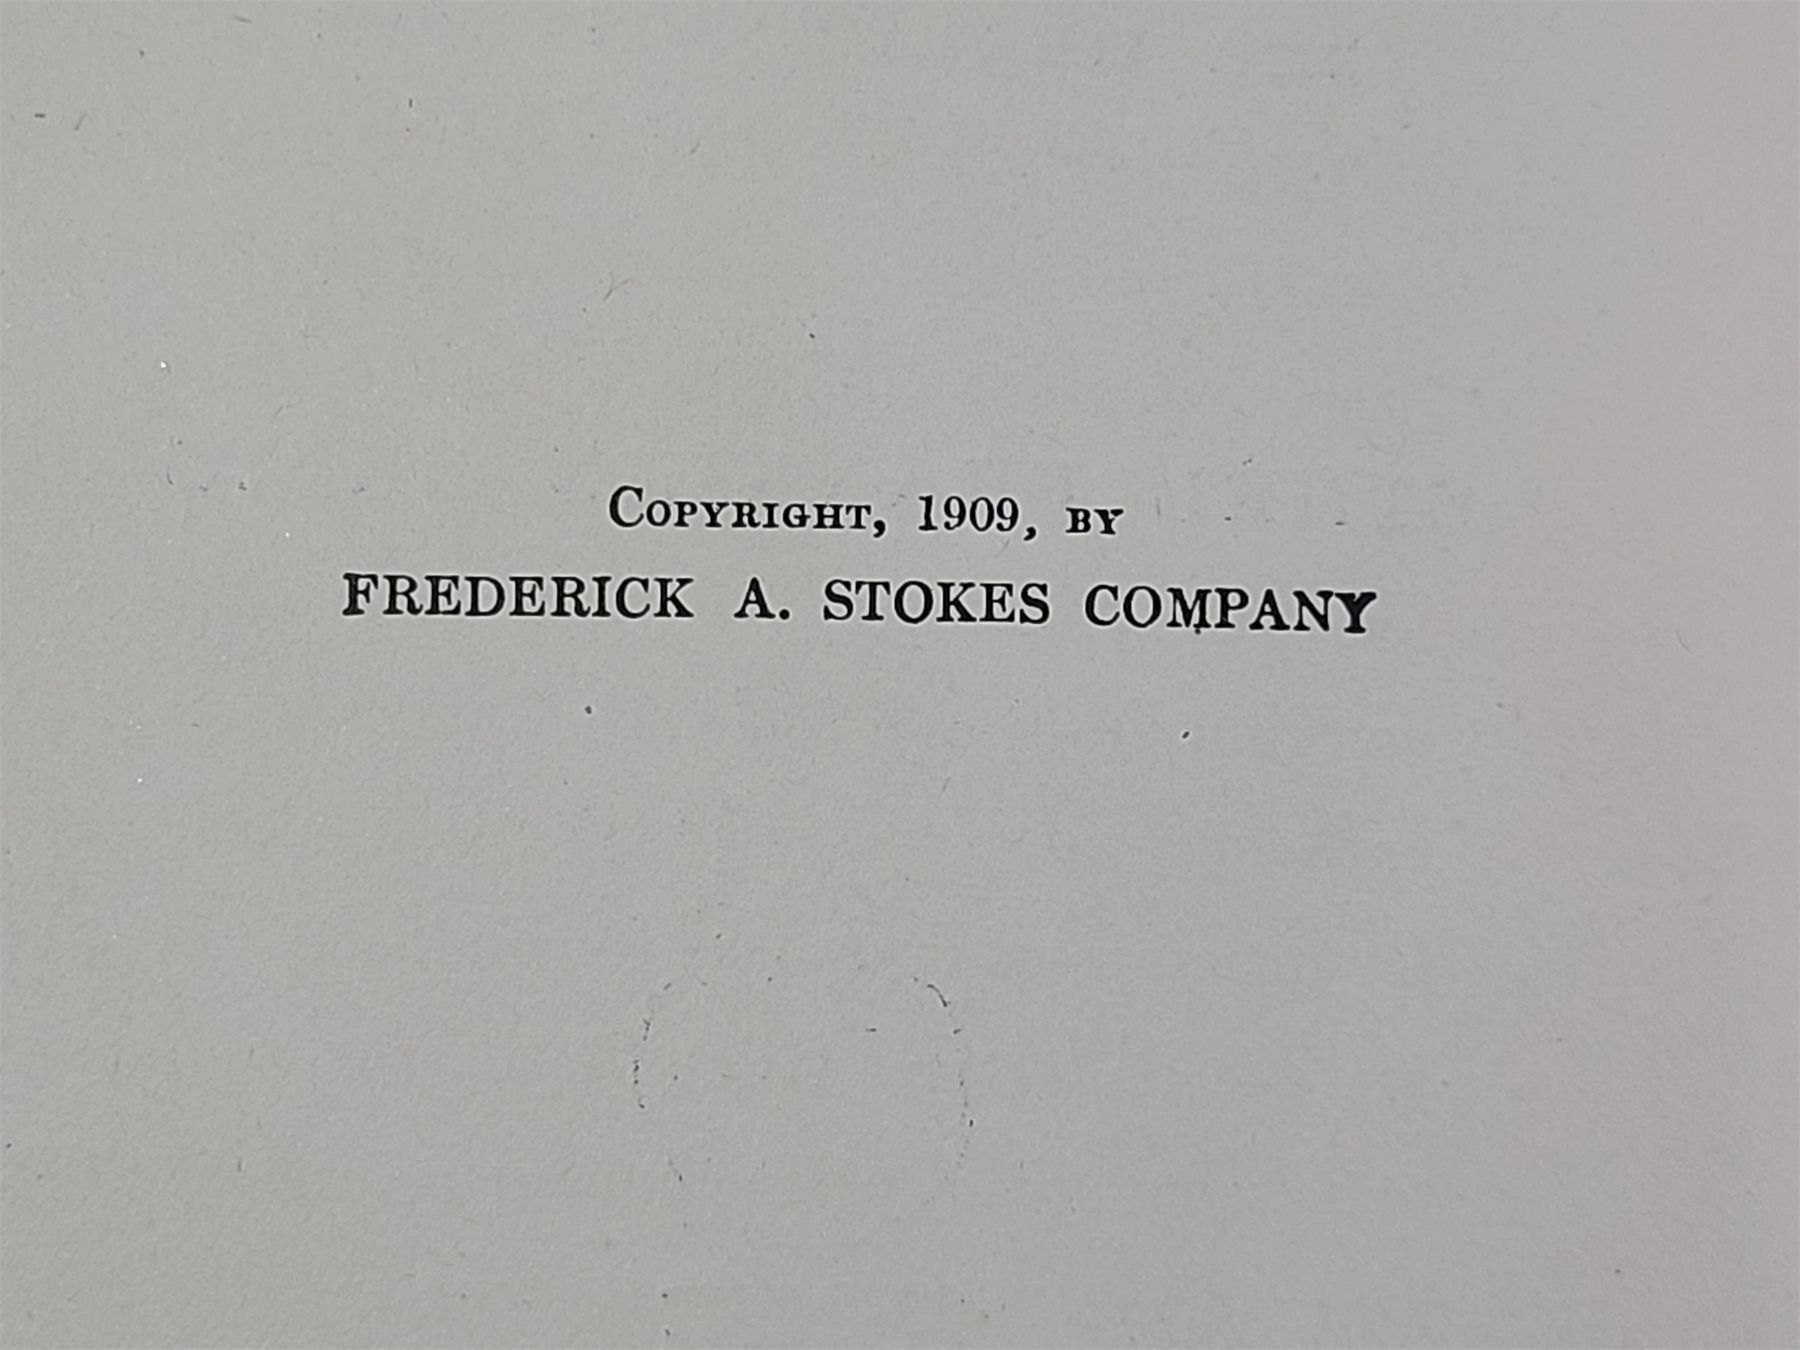 Copyright, 1909, by
FREDERICK A. STOKES COMPANY